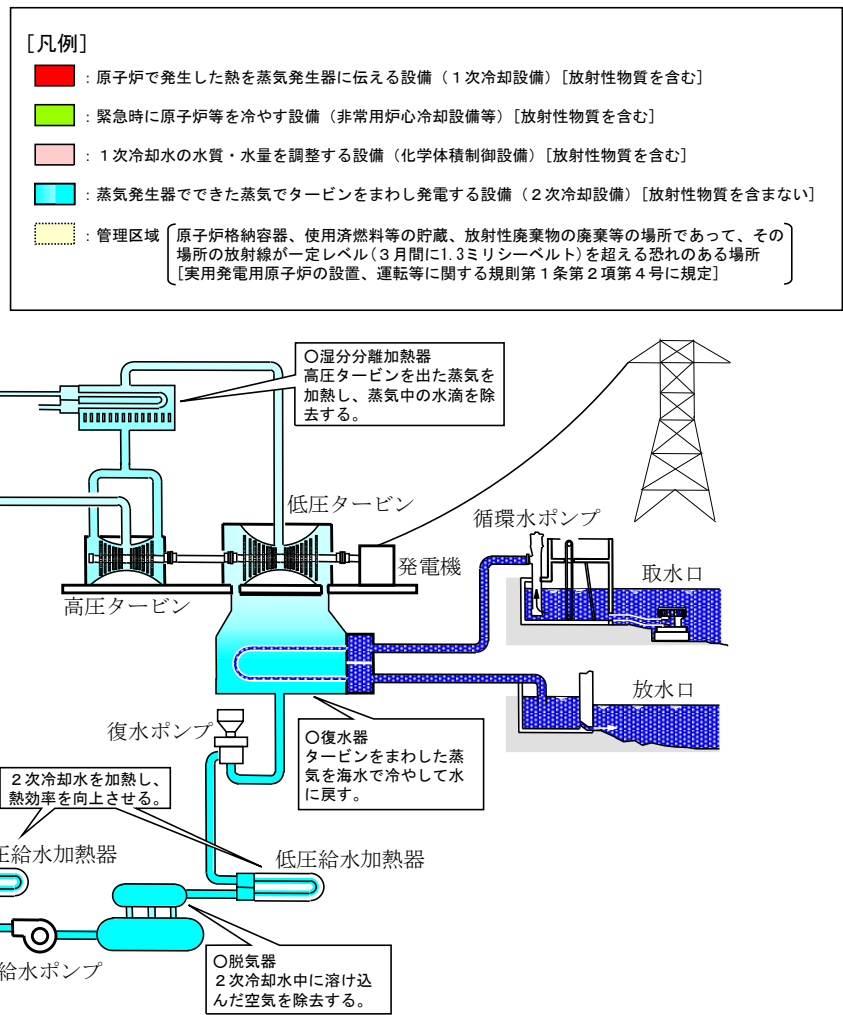 [凡例]
：原子炉で発生した熱を蒸気発生器に伝える設備（１次冷却設備）[放射性物質を含む]
：緊急時に原子炉等を冷やす設備（非常用炉心冷却設備等）[放射性物質を含む]
：１次冷却水の水質・水量を調整する設備（化学体積制御設備）[放射性物質を含む]
：蒸気発生器でできた蒸気でタービンをまわし発電する設備（２次冷却設備）[放射性物質を含まない]
：管理区域
原子炉格納容器、使用済燃料等の貯蔵、放射性廃棄物の廃棄等の場所であって、その
場所の放射線が一定レベル(３月間に1.3ミリシーベルト)を超える恐れのある場所
[実用発電用原子炉の設置、運転等に関する規則第１条第２項第４号に規定]
○湿分分離加熱器
高圧タービンを出た蒸気を
加熱し、蒸気中の水滴を除
去する。
低圧タービン
循環水ポンプ
発電機
取水口
高圧タービン
放水口
復水ポンプ
○復水器
タービンをまわした蒸
気を海水で冷やして水
に戻す。
２次冷却水を加熱し、
熱効率を向上させる。
圧給水加熱器
低圧給水加熱器
給水ポンプ
○脱気器
２次冷却水中に溶け込
んだ空気を除去する。